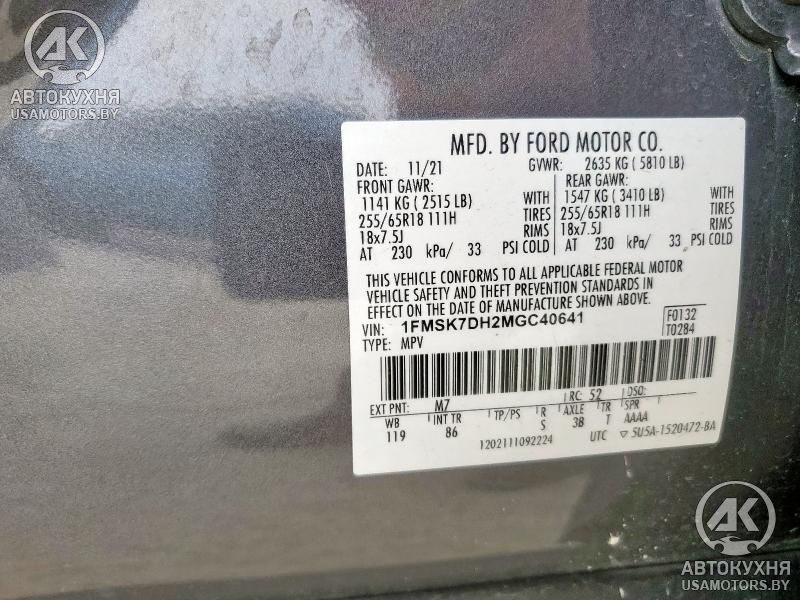 AK
АВТОКУХНЯ
USAMOTORS.BY
MFD. BY FORD MOTOR CO.
DATE: 11/21 GVWR: 2635 KG ( 5810 LB)
FRONT GAWR: REAR GAWR:
1141 KG ( 2515 LB) WITH 1547 KG ( 3410 LB) WITH
255/65R18 111H TIRES 255/65R18 111H TIRES
18x7.5J RIMS 18x7.5J RIMS
AT 230 kPa/ 33 PSI COLD AT 230 kPa/ 33 PSI COLD
THIS VEHICLE CONFORMS TO ALL APPLICABLE FEDERAL MOTOR
VEHICLE SAFETY AND THEFT PREVENTION STANDARDS IN
EFFECT ON THE DATE OF MANUFACTURE SHOWN ABOVE.
VIN: 1FMSK7DH2MGC40641 F0132
TYPE: MPV T0284
EXT PNT: M7 RC: 52 DSO:
WB INT TR TP/PS R AXLE TR SPR
119 86 S 38 T AAAA
1202111092224 UTC ▽ 5U5A-1520472-BA
AK
АВТОКУХНЯ
USAMOTORS.BY